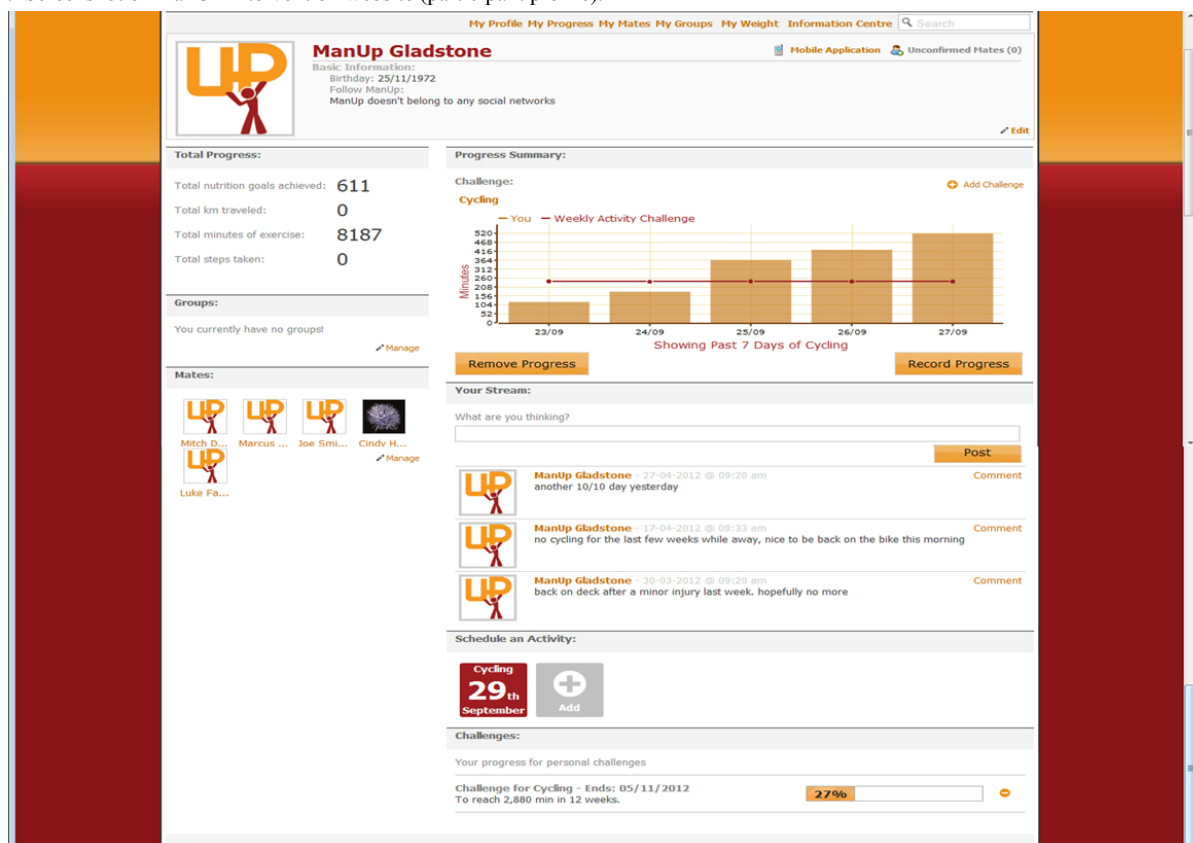 My Profile My Progress My Mates My Groups My Weight Information Centre Search
ManUp Gladstone
Mobile Application Unconfirmed Mates (0)
Basic Information:
Birthday: 25/11/1972
Follow ManUp:
ManUp doesn't belong to any social networks
Edit
UP
Total Progress:
Total nutrition goals achieved: 611
Total km traveled: 0
Total minutes of exercise: 8187
Total steps taken: 0
Groups:
You currently have no groups!
Manage
Mates:
UP UP UP
Mitch D... Marcus ... Joe Smi... Cindy H...
Manage
UP
Luke Fa...
Progress Summary:
Challenge:
Add Challenge
Cycling
You Weekly Activity Challenge
Minutes
520
468
416
364
312
260
208
156
104
52
0
23/09 24/09 25/09 26/09 27/09
Showing Past 7 Days of Cycling
Remove Progress Record Progress
Your Stream:
What are you thinking?
Post
UP
ManUp Gladstone - 27-04-2012 @ 09:20 am Comment
another 10/10 day yesterday
UP
ManUp Gladstone - 17-04-2012 @ 08:33 am Comment
no cycling for the last few weeks while away, nice to be back on the bike this morning
UP
ManUp Gladstone - 30-03-2012 @ 09:20 am Comment
back on deck after a minor injury last week. hopefully no more
Schedule an Activity:
Cycling
29th
September
Add
Challenges:
Your progress for personal challenges
Challenge for Cycling - Ends: 05/11/2012
To reach 2,880 min in 12 weeks.
27%